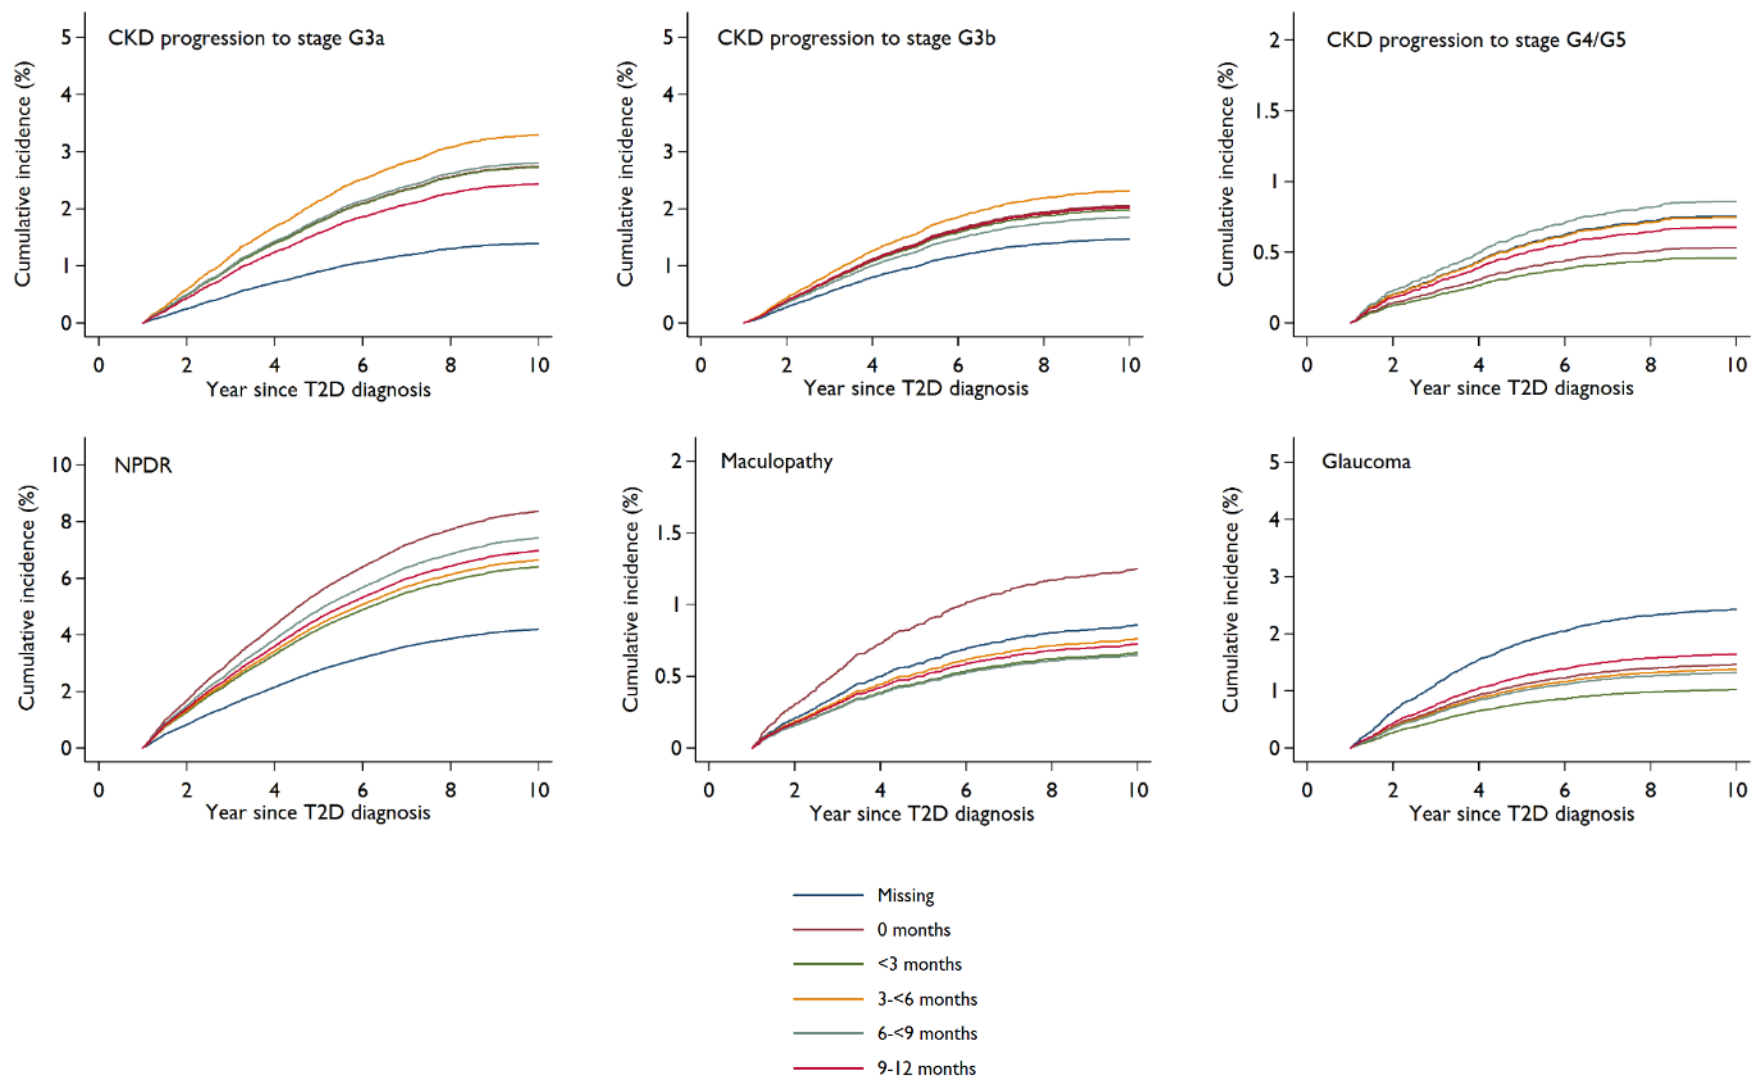 CKD progression to stage G3a
Cumulative incidence (%)
5
4
3
2
1
0
0 2 4 6 8 10
Year since T2D diagnosis
CKD progression to stage G3b
Cumulative incidence (%)
5
4
3
2
1
0
0 2 4 6 8 10
Year since T2D diagnosis
CKD progression to stage G4/G5
Cumulative incidence (%)
2
1.5
1
0.5
0
0 2 4 6 8 10
Year since T2D diagnosis
NPDR
Cumulative incidence (%)
10
8
6
4
2
0
0 2 4 6 8 10
Year since T2D diagnosis
Maculopathy
Cumulative incidence (%)
2
1.5
1
0.5
0
0 2 4 6 8 10
Year since T2D diagnosis
Glaucoma
Cumulative incidence (%)
5
4
3
2
1
0
0 2 4 6 8 10
Year since T2D diagnosis
Missing
0 months
<3 months
3-<6 months
6-<9 months
9-12 months